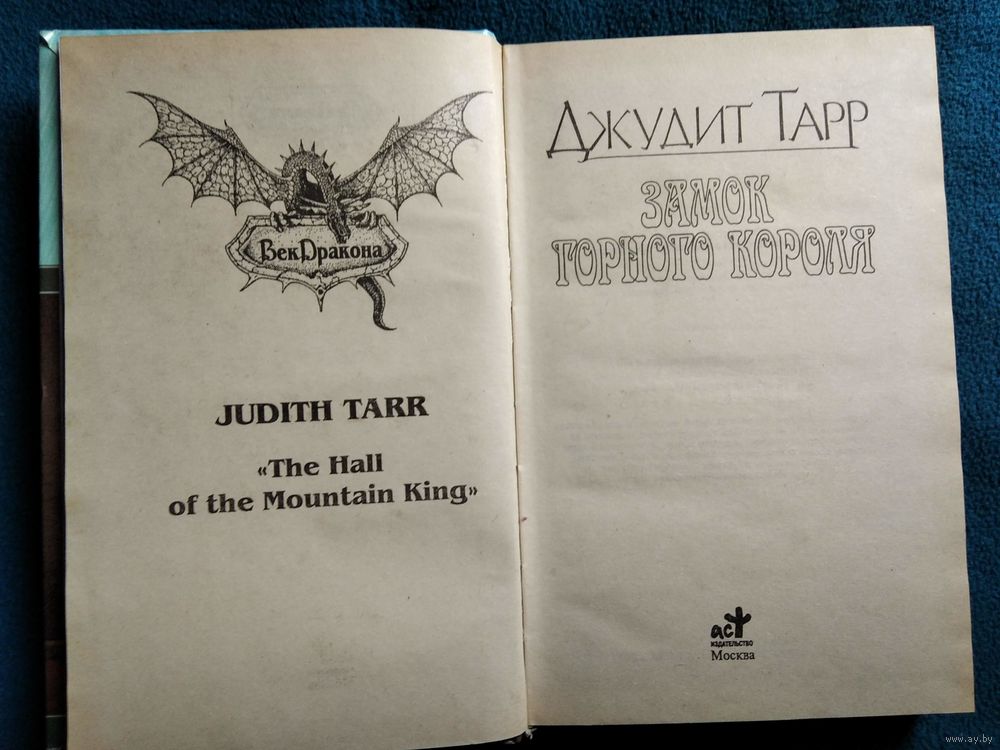 ВекDракона
JUDITH TARR
«The Hall
of the Mountain King»
Джудит Тарр
ЗАМОК
ГОРНОГО КОРОЛЯ
аст
ИЗДАТЕЛЬСТВО
Москва
www.ay.by